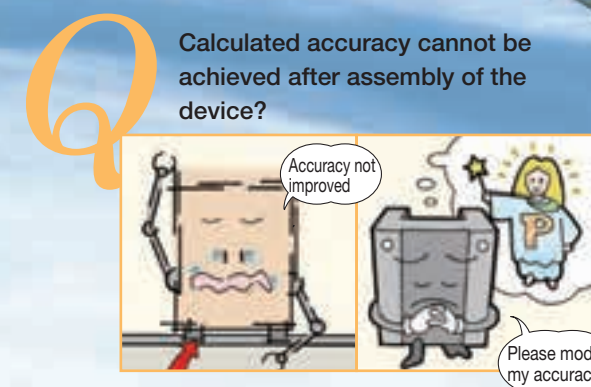 Q
Calculated accuracy cannot be
achieved after assembly of the
device?
Accuracy not
improved
P
Please mod
my accurac